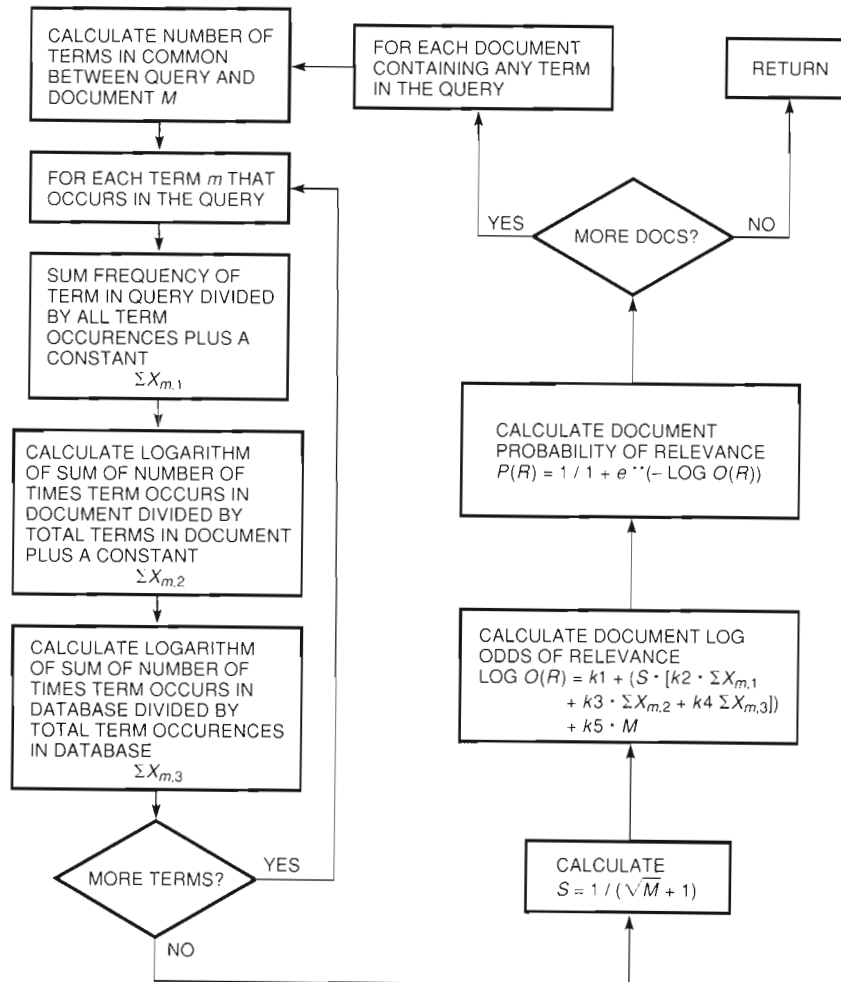 CALCULATE NUMBER OF
TERMS IN COMMON
BETWEEN QUERY AND
DOCUMENT M
FOR EACH DOCUMENT
CONTAINING ANY TERM
IN THE QUERY
RETURN
FOR EACH TERM m THAT
OCCURS IN THE QUERY
YES
MORE DOCS?
NO
SUM FREQUENCY OF
TERM IN QUERY DIVIDED
BY ALL TERM
OCCURENCES PLUS A
CONSTANT
ΣX_{m,1}
CALCULATE LOGARITHM
OF SUM OF NUMBER OF
TIMES TERM OCCURS IN
DOCUMENT DIVIDED BY
TOTAL TERMS IN DOCUMENT
PLUS A CONSTANT
ΣX_{m,2}
CALCULATE DOCUMENT
PROBABILITY OF RELEVANCE
P(R) = 1 / 1 + e **(– LOG O(R))
CALCULATE LOGARITHM
OF SUM OF NUMBER OF
TIMES TERM OCCURS IN
DATABASE DIVIDED BY
TOTAL TERM OCCURENCES
IN DATABASE
ΣX_{m,3}
CALCULATE DOCUMENT LOG
ODDS OF RELEVANCE
LOG O(R) = k1 + (S · [k2 · ΣX_{m,1}
+ k3 · ΣX_{m,2} + k4 ΣX_{m,3}])
+ k5 · M
MORE TERMS?
YES
NO
CALCULATE
S = 1 / (√M + 1)